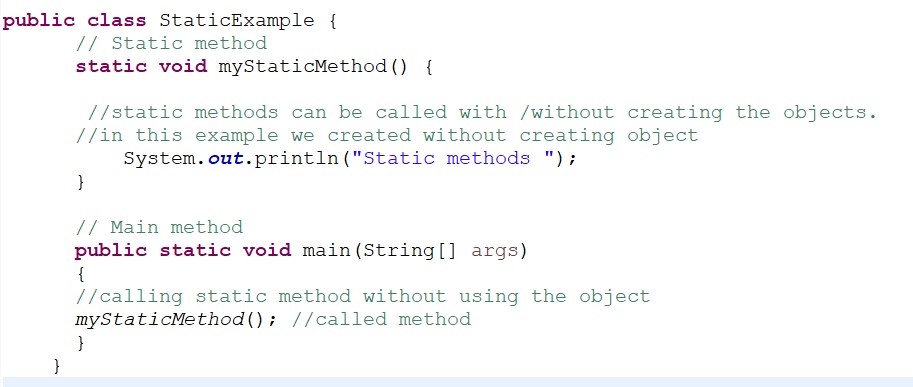 public class StaticExample {
// Static method
static void myStaticMethod() {
//static methods can be called with /without creating the objects.
//in this example we created without creating object
System.out.println("Static methods ");
}
// Main method
public static void main(String[] args)
{
//calling static method without using the object
myStaticMethod(); //called method
}
}